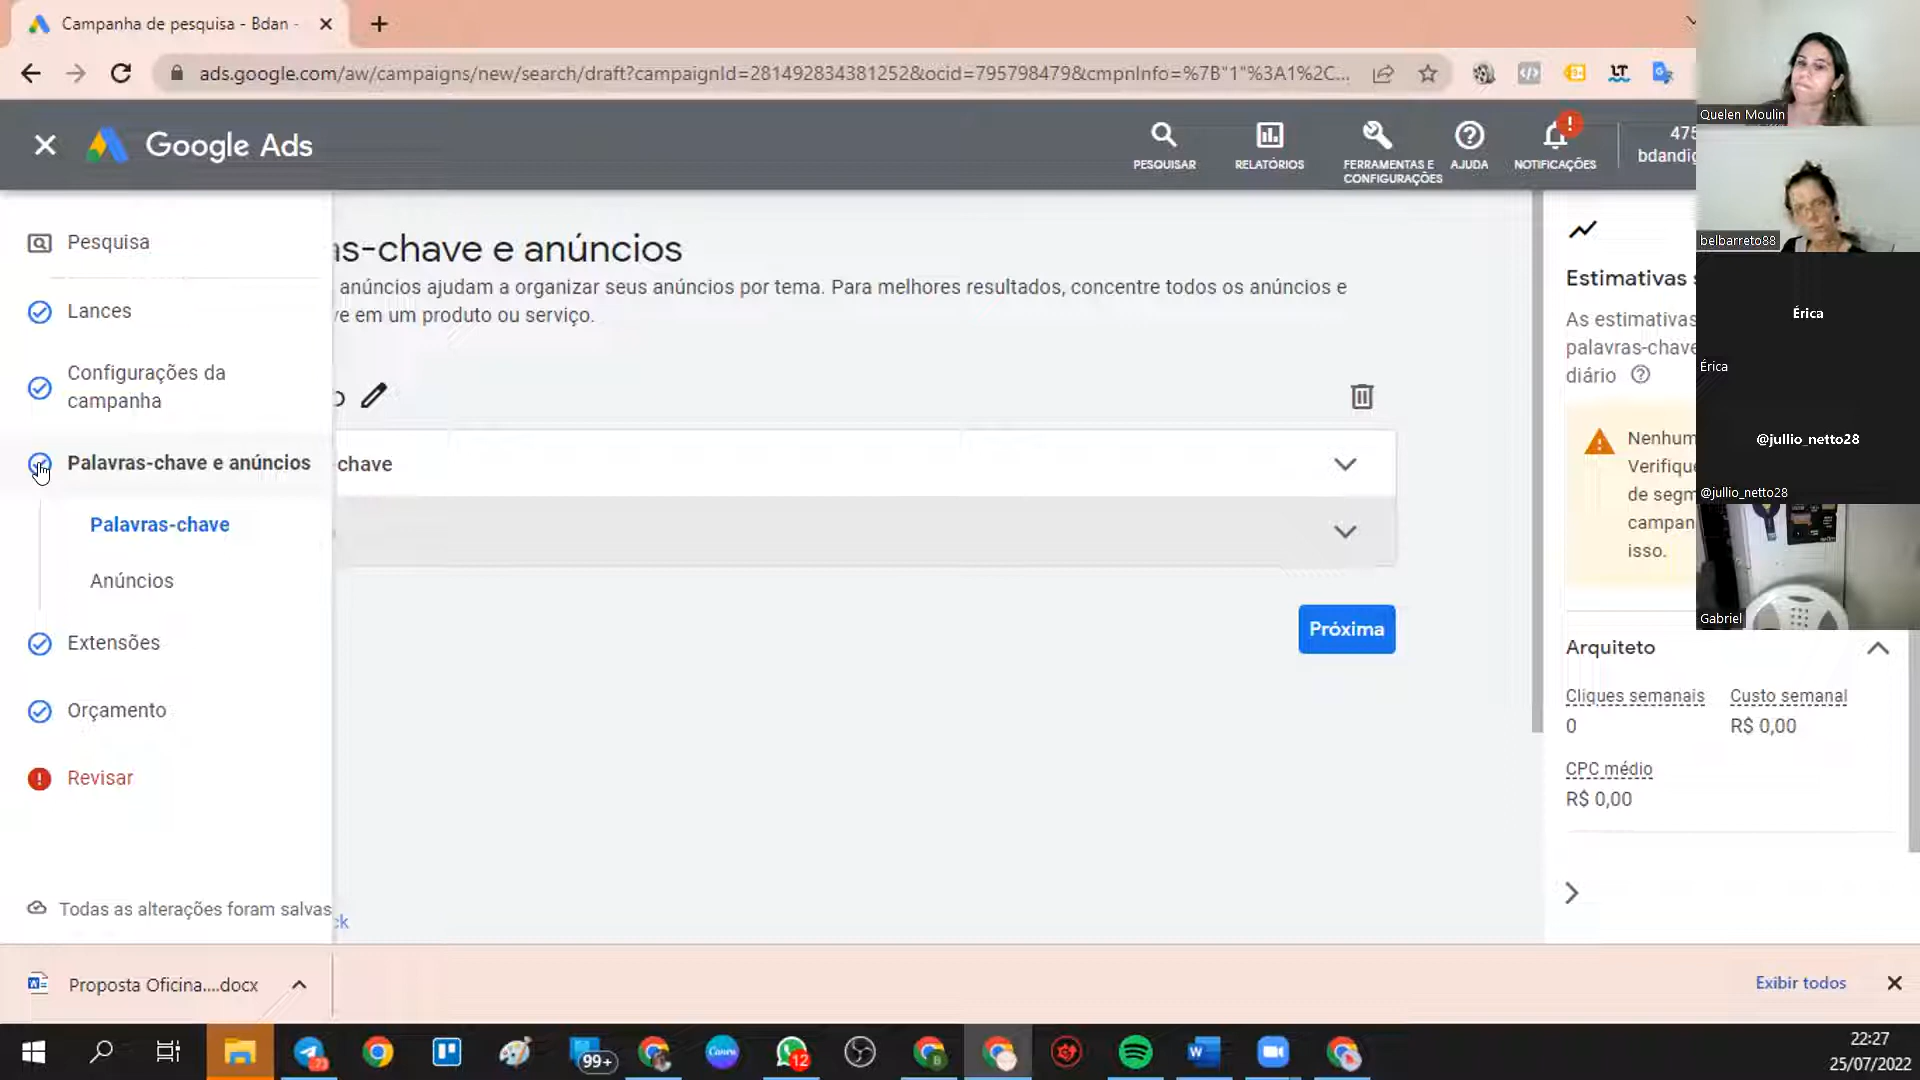 Campanha de pesquisa - Bdan -
ads.google.com/aw/campaigns/new/search/draft?campaignId=281492834381252&ocid=795798479&cmpnInfo=%7B"1"%3A1%2C...
Google Ads
PESQUISAR
RELATÓRIOS
FERRAMENTAS E
CONFIGURAÇÕES
AJUDA
NOTIFICAÇÕES
475
bdandig
Pesquisa
Lances
Configurações da
campanha
Palavras-chave e anúncios
Palavras-chave
Anúncios
Extensões
Orçamento
Revisar
Todas as alterações foram salvas
as-chave e anúncios
anúncios ajudam a organizar seus anúncios por tema. Para melhores resultados, concentre todos os anúncios e
ve em um produto ou serviço.
o
chave
Próxima
ck
Estimativas s
As estimativas
palavras-chave
diário
Nenhum
Verifique
de segm
campan
isso.
Arquiteto
Cliques semanais
0
Custo semanal
R$ 0,00
CPC médio
R$ 0,00
Quelen Moulin
belbarreto88
Érica
Érica
@jullio_netto28
@jullio_netto28
Gabriel
Proposta Oficina....docx
Exibir todos
99+
Canva
12
22:27
25/07/2022